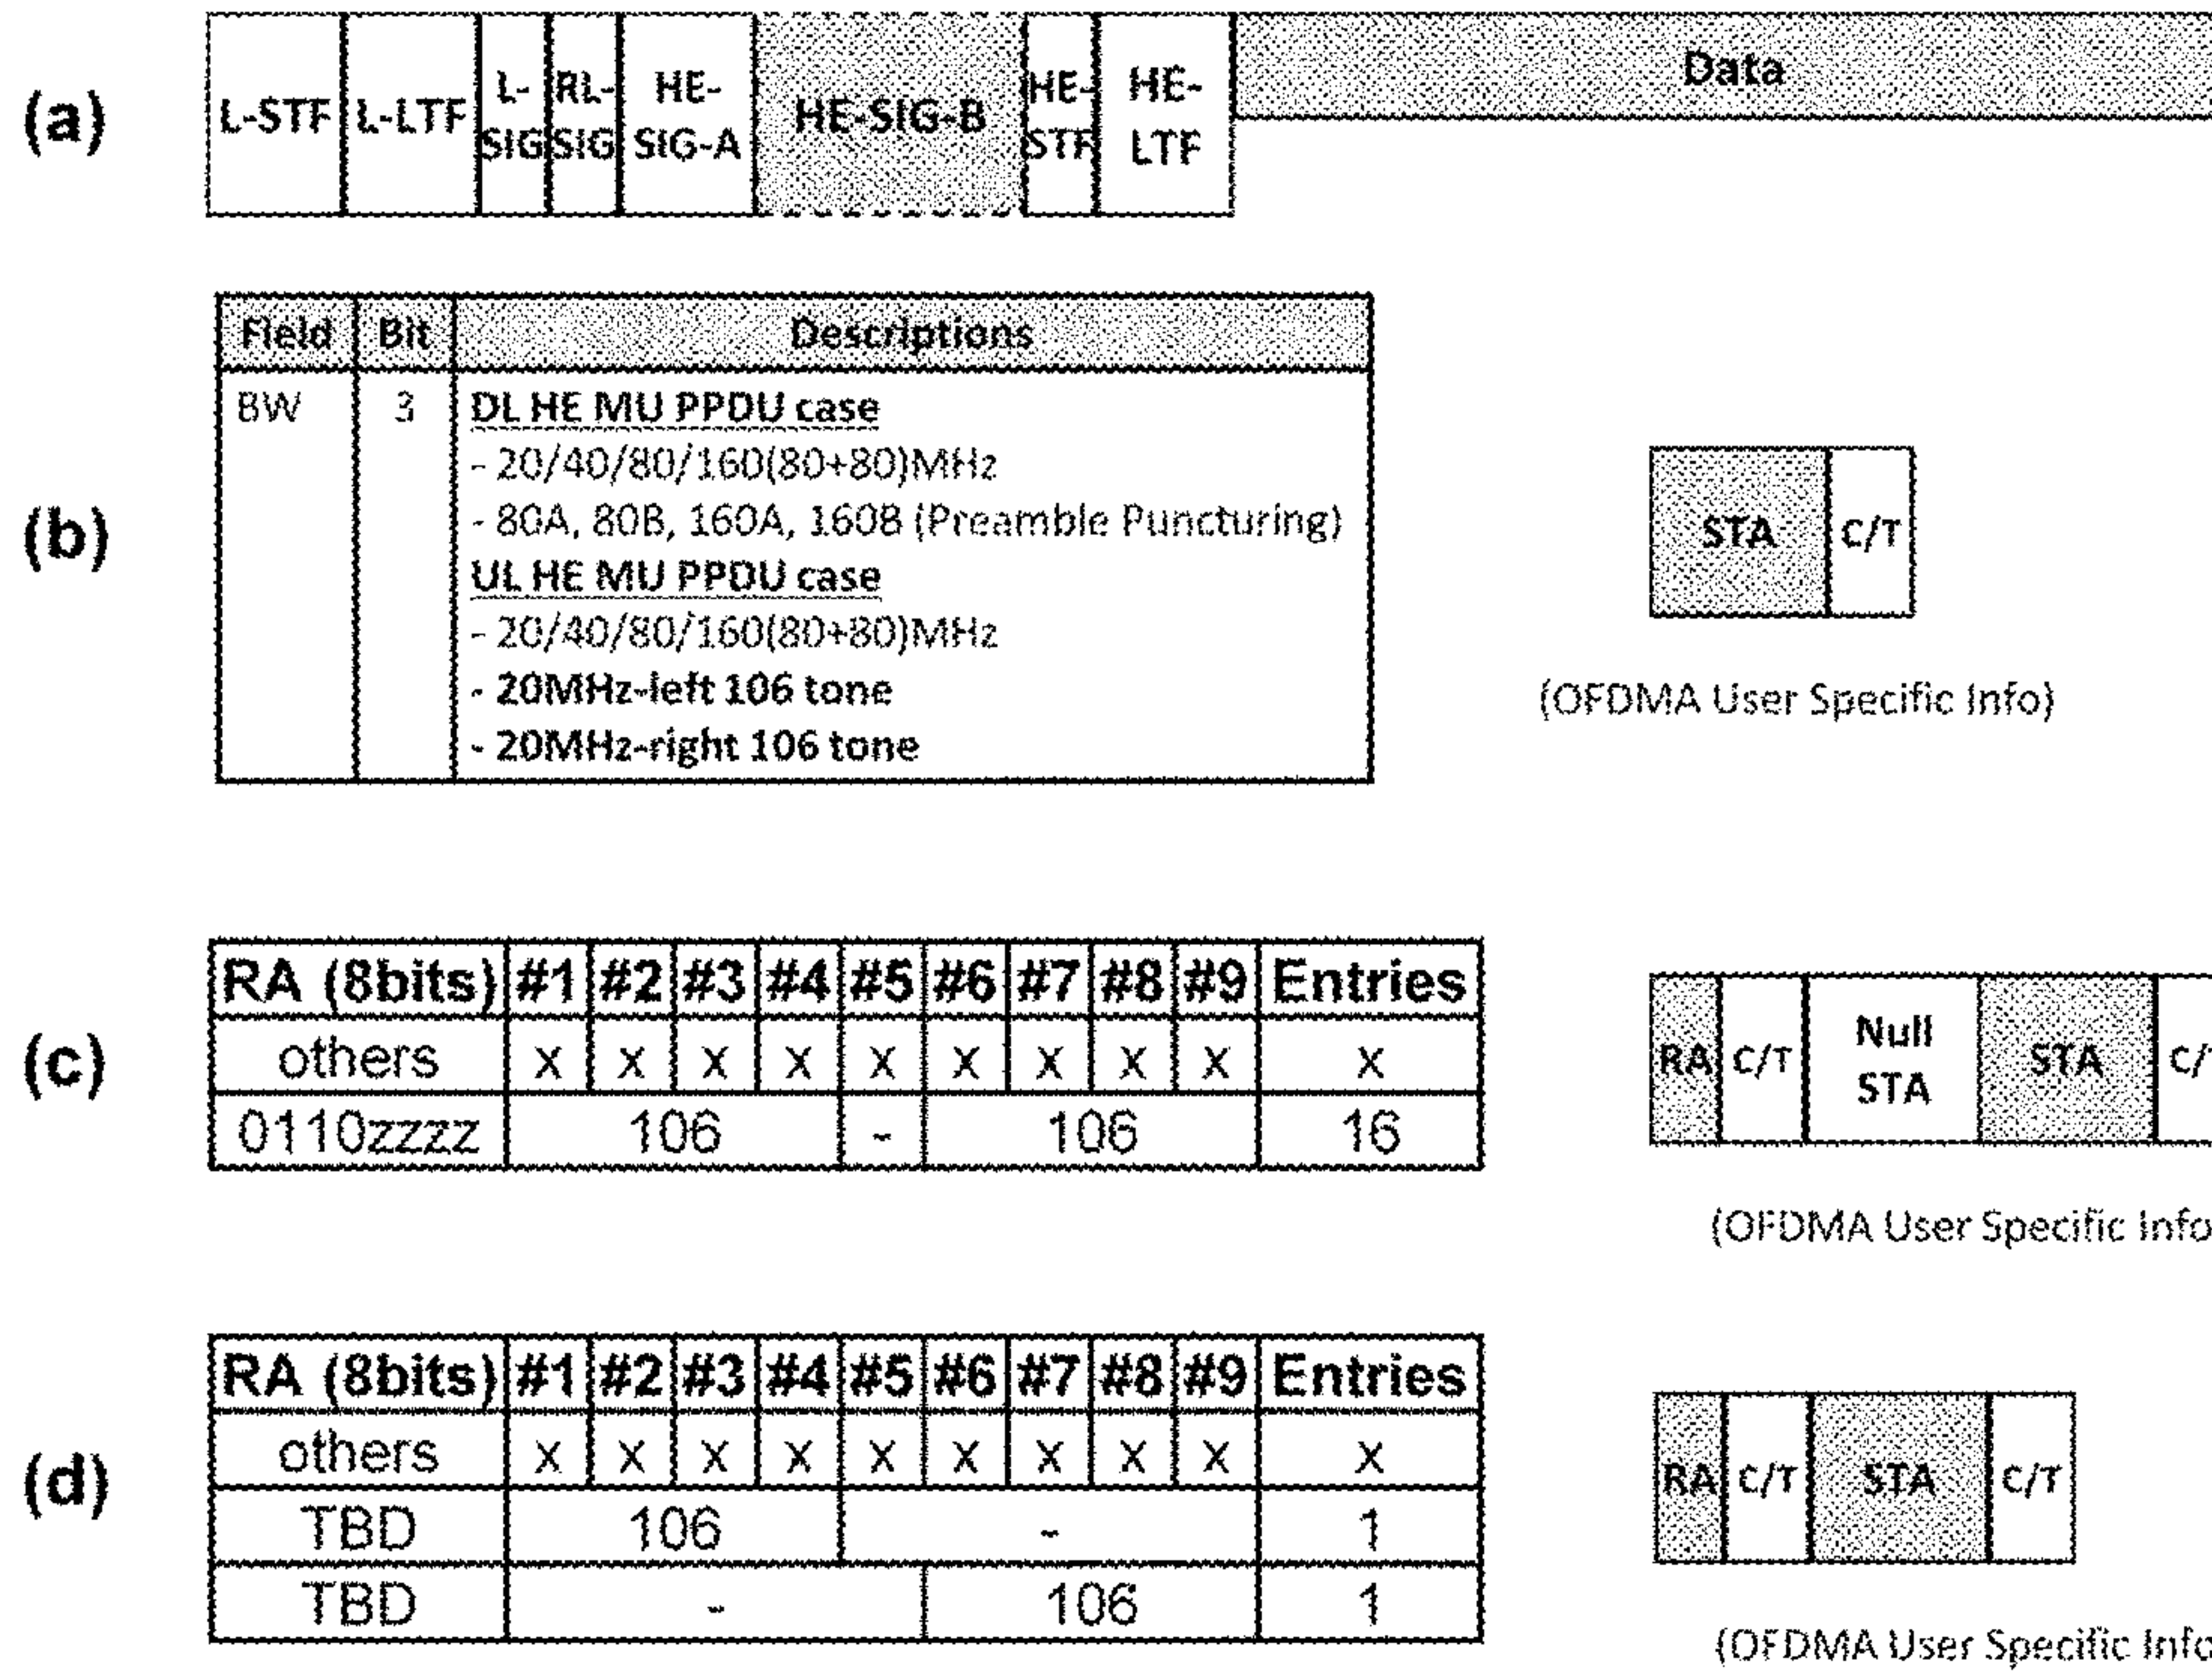 (a)
L-STF L-LTF L-SIG RL-SIG HE-SIG-A HE-SIG-B HE-STF HE-LTF Data
(b)
Field Bit Descriptions
BW 3 DL HE MU PPDU case
- 20/40/80/160(80+80)MHz
- 80A, 80B, 160A, 160B (Preamble Puncturing)
UL HE MU PPDU case
- 20/40/80/160(80+80)MHz
- 20MHz-left 106 tone
- 20MHz-right 106 tone
STA C/T
(OFDMA User Specific Info)
(c)
RA (8bits) #1 #2 #3 #4 #5 #6 #7 #8 #9 Entries
others x x x x x x x x x x
0110zzzz 106 - 106 16
RA C/T Null STA STA C/
(OFDMA User Specific Info
(d)
RA (8bits) #1 #2 #3 #4 #5 #6 #7 #8 #9 Entries
others x x x x x x x x x x
TBD 106 - 1
TBD - 106 1
RA C/T STA C/T
(OFDMA User Specific Info